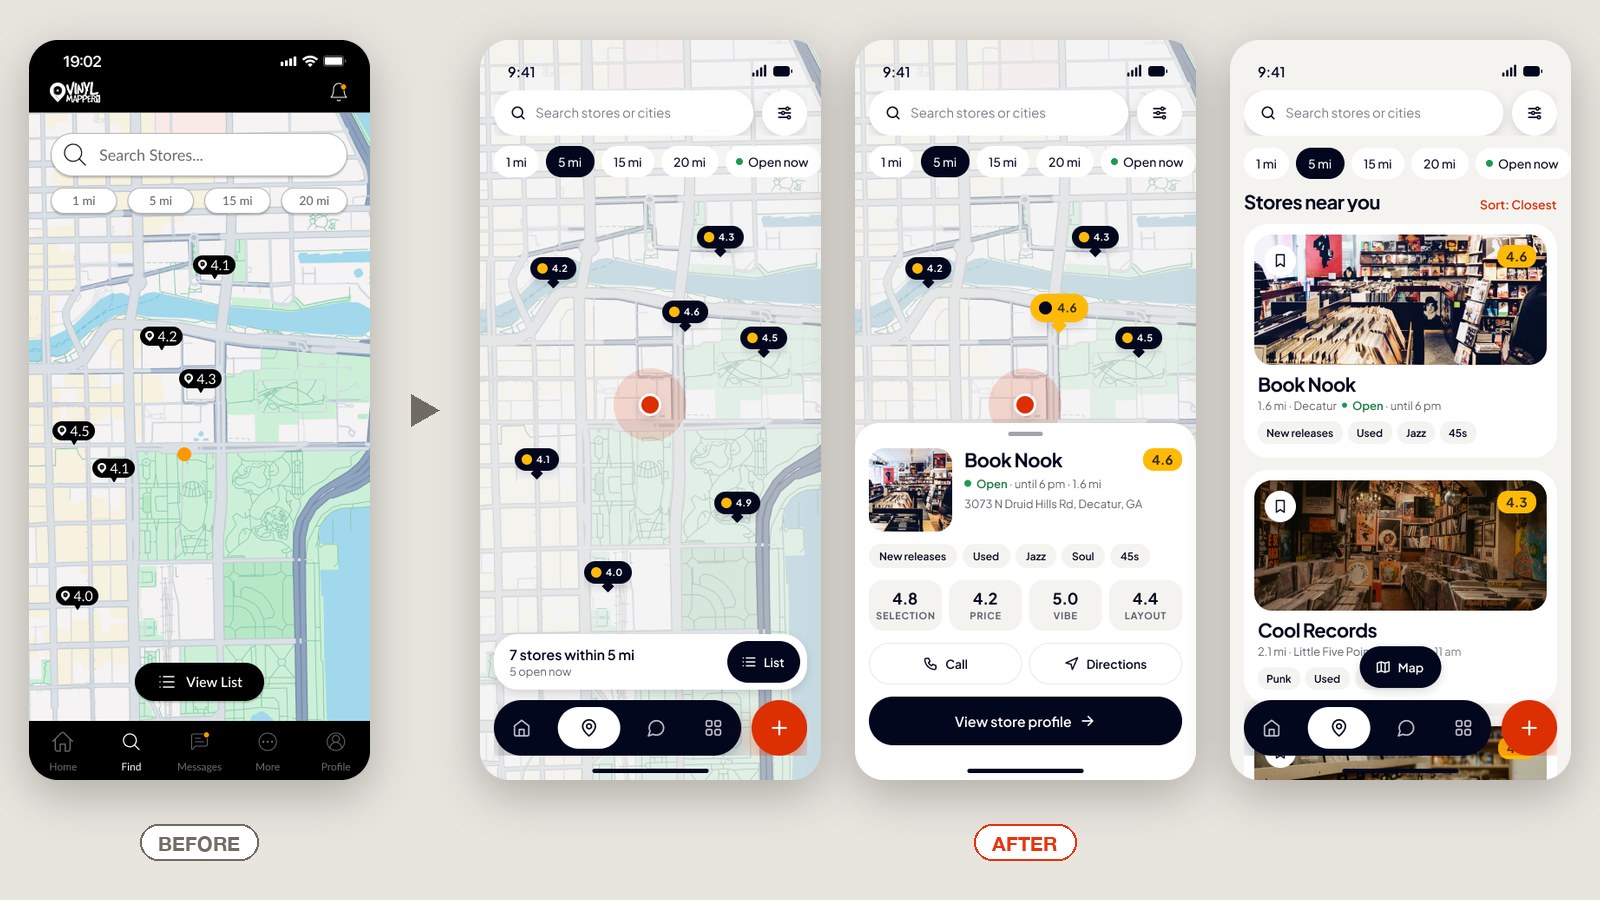 19:02
VINYL
MAPPER
Search Stores...
1 mi
5 mi
15 mi
20 mi
4.1
4.2
4.3
4.5
4.1
4.0
View List
Home
Find
Messages
More
Profile
BEFORE
9:41
Search stores or cities
1 mi
5 mi
15 mi
20 mi
Open now
4.3
4.2
4.6
4.5
4.1
4.9
4.0
7 stores within 5 mi
5 open now
List
9:41
Search stores or cities
1 mi
5 mi
15 mi
20 mi
Open now
4.3
4.2
4.6
4.5
Book Nook
4.6
Open · until 6 pm · 1.6 mi
3073 N Druid Hills Rd, Decatur, GA
New releases
Used
Jazz
Soul
45s
4.8
SELECTION
4.2
PRICE
5.0
VIBE
4.4
LAYOUT
Call
Directions
View store profile
AFTER
9:41
Search stores or cities
1 mi
5 mi
15 mi
20 mi
Open now
Stores near you
Sort: Closest
4.6
Book Nook
1.6 mi · Decatur • Open · until 6 pm
New releases
Used
Jazz
45s
4.3
Cool Records
2.1 mi · Little Five
11 am
Punk
Used
Map